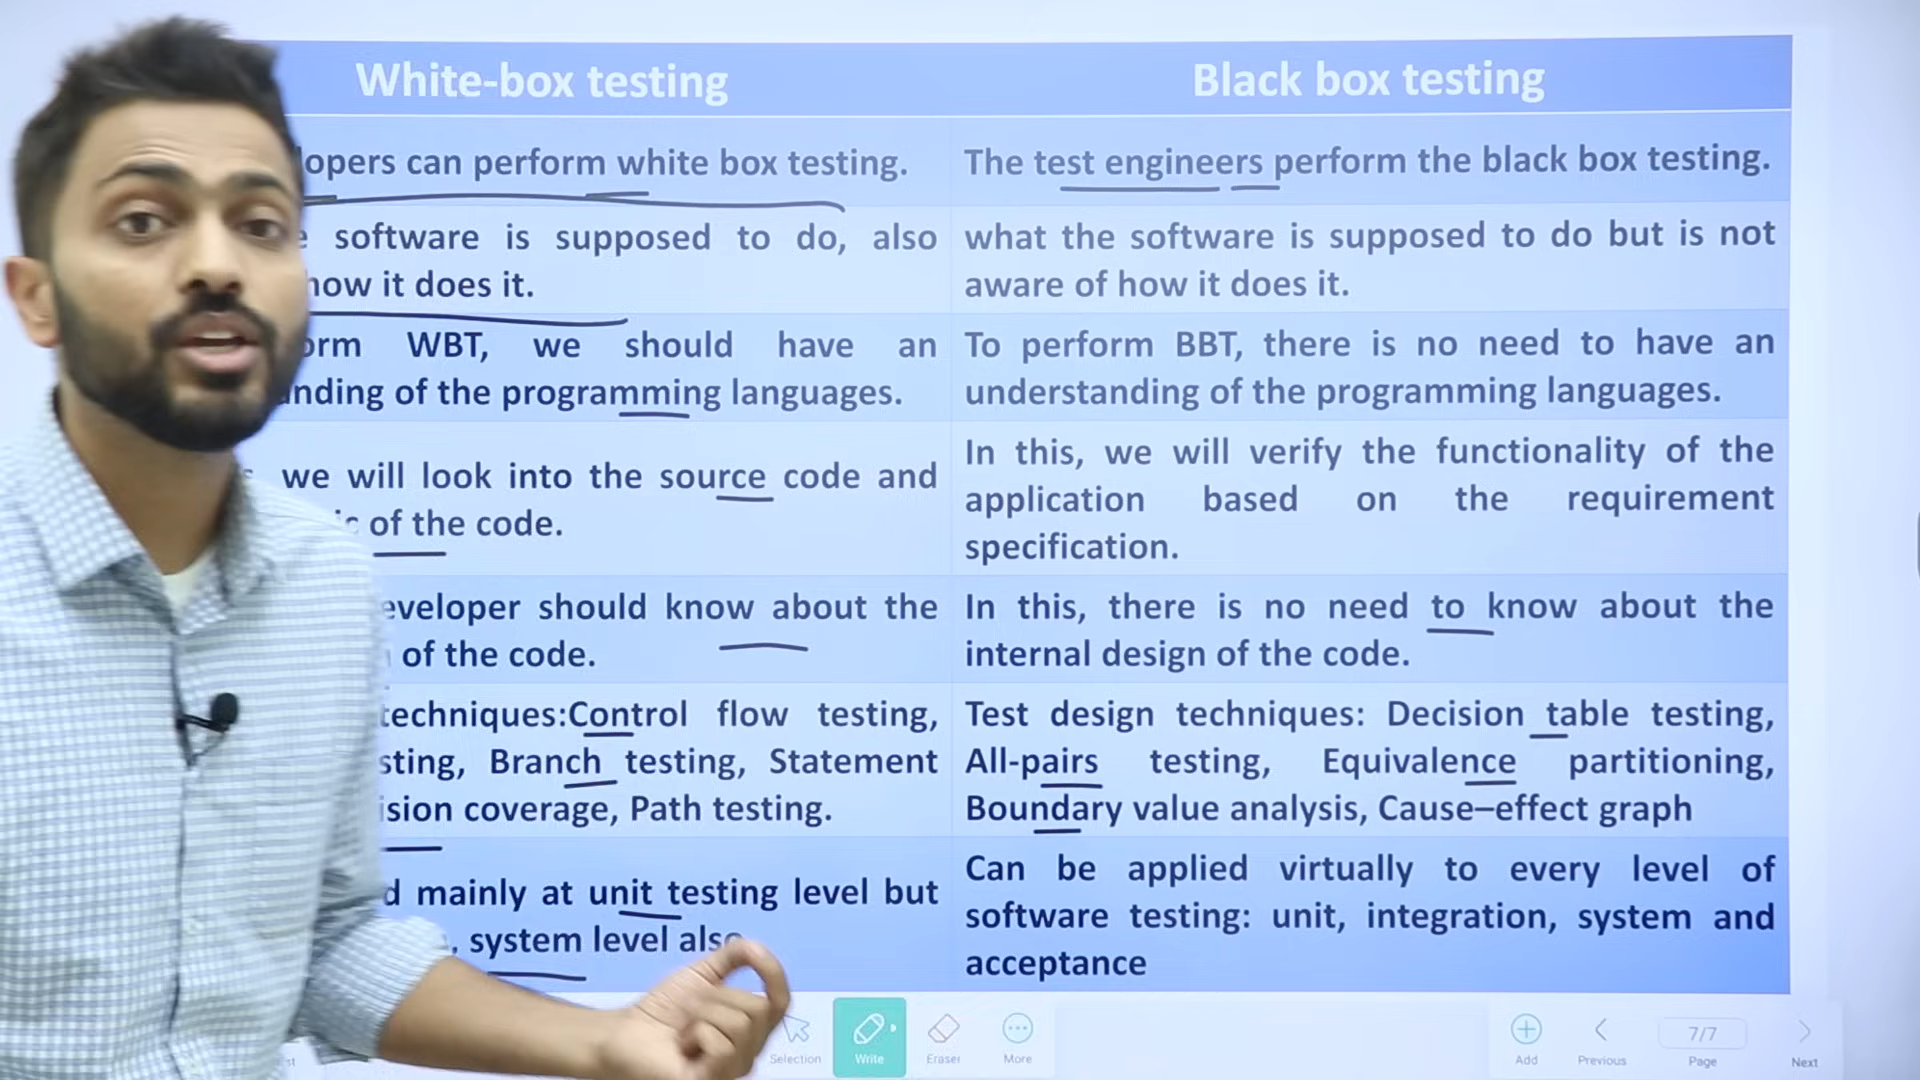 White-box testing
Black box testing
can perform white box testing.
The test engineers perform the black box testing.
software is supposed to do, also
how it does it.
what the software is supposed to do but is not
aware of how it does it.
WBT, we should have an
of the programming languages.
To perform BBT, there is no need to have an
understanding of the programming languages.
we will look into the source code and
of the code.
In this, we will verify the functionality of the
application based on the requirement
specification.
developer should know about the
of the code.
In this, there is no need to know about the
internal design of the code.
techniques:Control flow testing,
Branch testing, Statement
coverage, Path testing.
Test design techniques: Decision table testing,
All-pairs testing, Equivalence partitioning,
Boundary value analysis, Cause–effect graph
mainly at unit testing level but
system level also
Can be applied virtually to every level of
software testing: unit, integration, system and
acceptance
Selection
Write
Eraser
More
Add
Previous
7/7
Page
Next